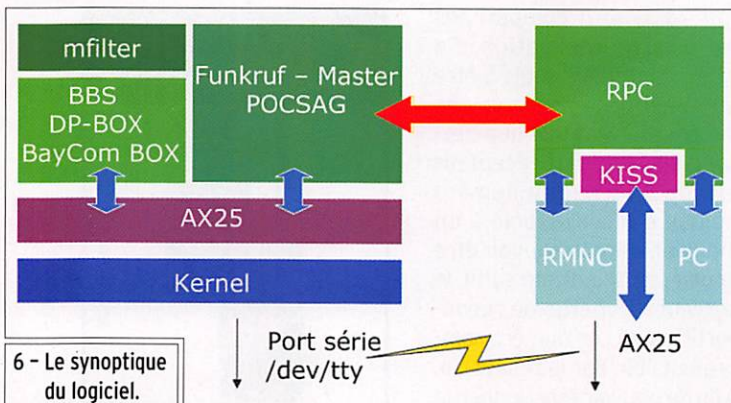 mfilter
BBS
DP-BOX
BayCom BOX
Funkruf – Master
POCSAG
RPC
KISS
AX25
RMNC
PC
Kernel
Port série
/dev/tty
AX25
6 – Le synoptique
du logiciel.